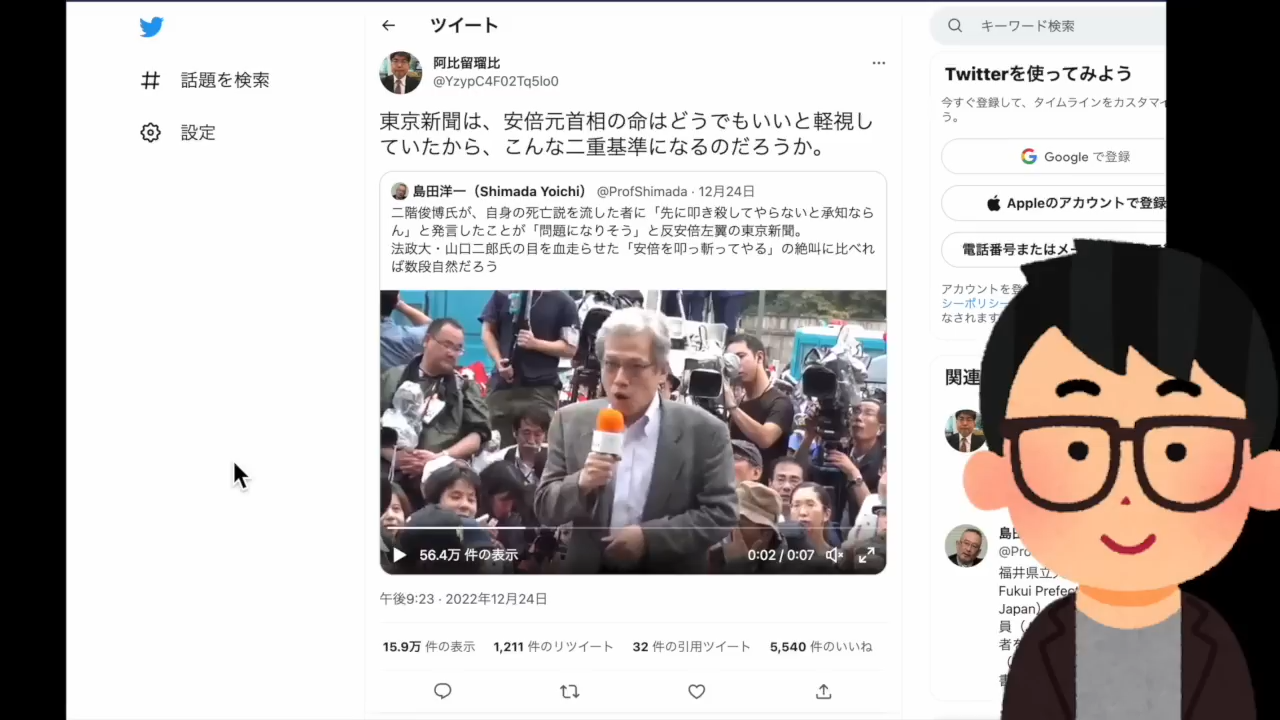 ツイート
キーワード検索
話題を検索
設定
阿比留瑠比
@YzypC4F02Tq5lo0
東京新聞は、安倍元首相の命はどうでもいいと軽視し
ていたから、こんな二重基準になるのだろうか。
島田洋一（Shimada Yoichi） @ProfShimada · 12月24日
二階俊博氏が、自身の死亡説を流した者に「先に叩き殺してやらないと承知なら
ん」と発言したことが「問題になりそう」と反安倍左翼の東京新聞。
法政大・山口二郎氏の目を血走らせた「安倍を叩っ斬ってやる」の絶叫に比べれ
ば数段自然だろう
56.4万 件の表示
0:02 / 0:07
午後9:23 · 2022年12月24日
15.9万 件の表示 1,211 件のリツイート 32 件の引用ツイート 5,540 件のいいね
Twitterを使ってみよう
今すぐ登録して、タイムラインをカスタマイ
う。
Google で登録
Appleのアカウントで登録
電話番号またはメー
アカウントを登
シーポリシー
なされます
関連
島田
@Pro
福井県立大
Fukui Prefect
Japan)
員（
者を
（
書